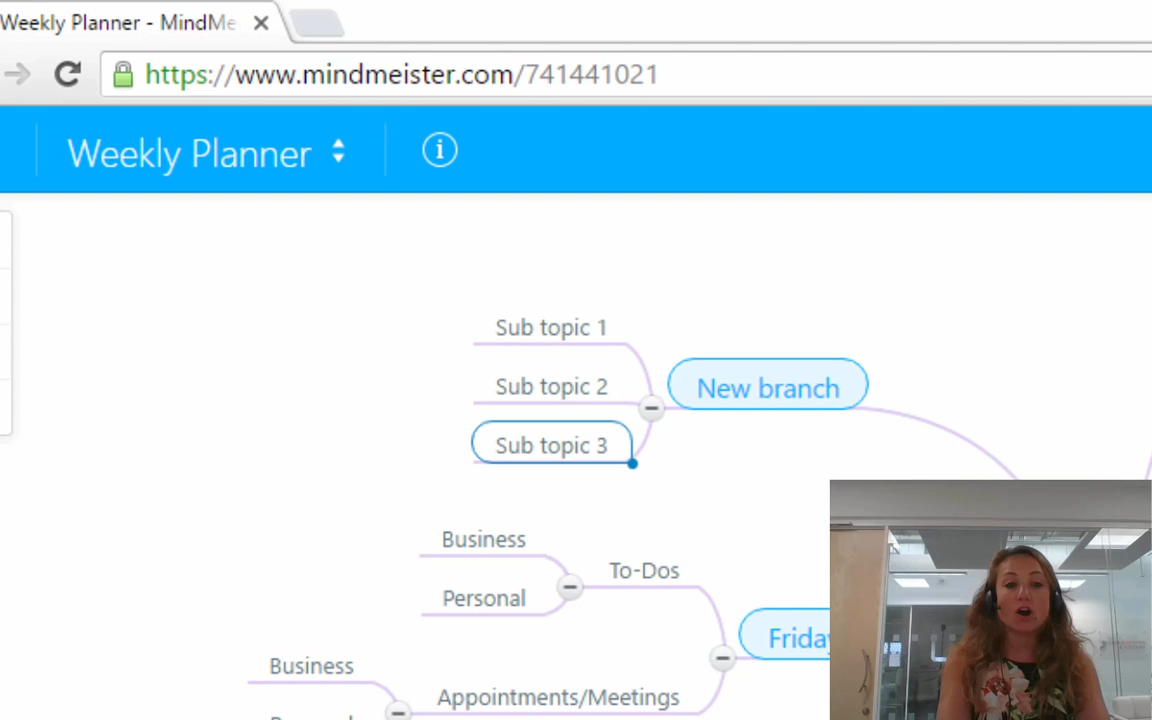 Weekly Planner - MindMe
https://www.mindmeister.com/741441021
Weekly Planner
i
Sub topic 1
Sub topic 2
New branch
Sub topic 3
Business
To-Dos
Personal
Friday
Business
Appointments/Meetings